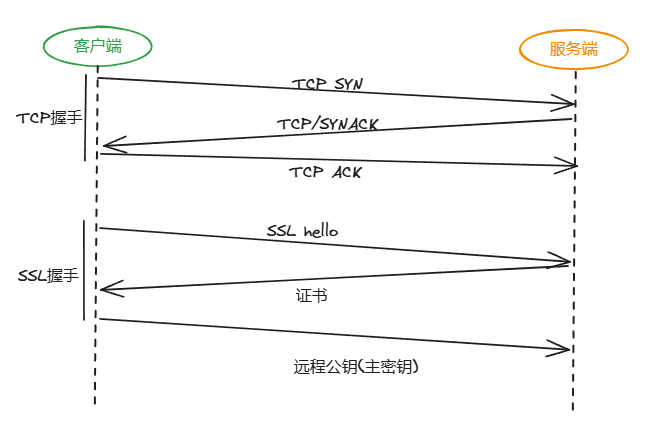 客户端
服务端
TCP SYN
TCP握手
TCP/SYNACK
TCP ACK
SSL hello
SSL握手
证书
远程公钥(主密钥)